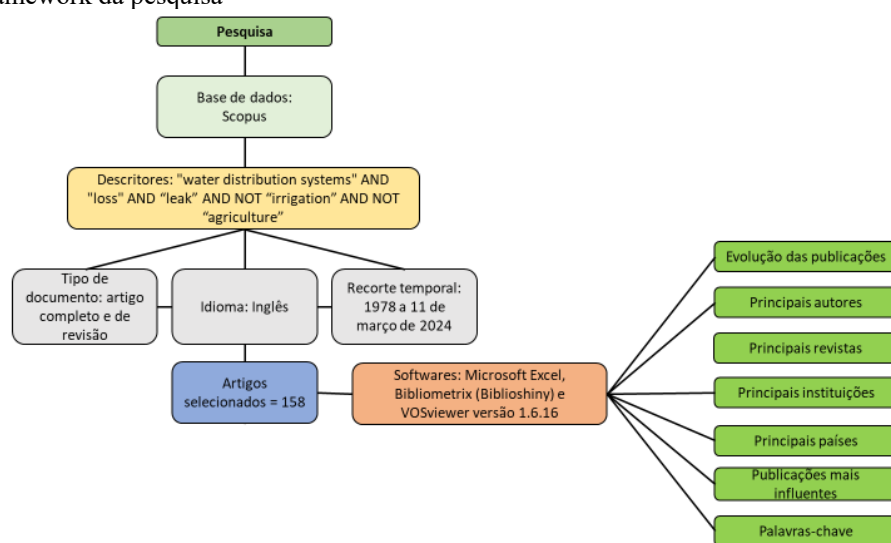 Framework da pesquisa
Pesquisa
Base de dados:
Scopus
Descritores: "water distribution systems" AND
"loss" AND “leak” AND NOT “irrigation” AND NOT
“agriculture”
Tipo de
documento: artigo
completo e de
revisão
Idioma: Inglês
Recorte temporal:
1978 a 11 de
março de 2024
Artigos
selecionados = 158
Softwares: Microsoft Excel,
Bibliometrix (Biblioshiny) e
VOSviewer versão 1.6.16
Evolução das publicações
Principais autores
Principais revistas
Principais instituições
Principais países
Publicações mais
influentes
Palavras-chave